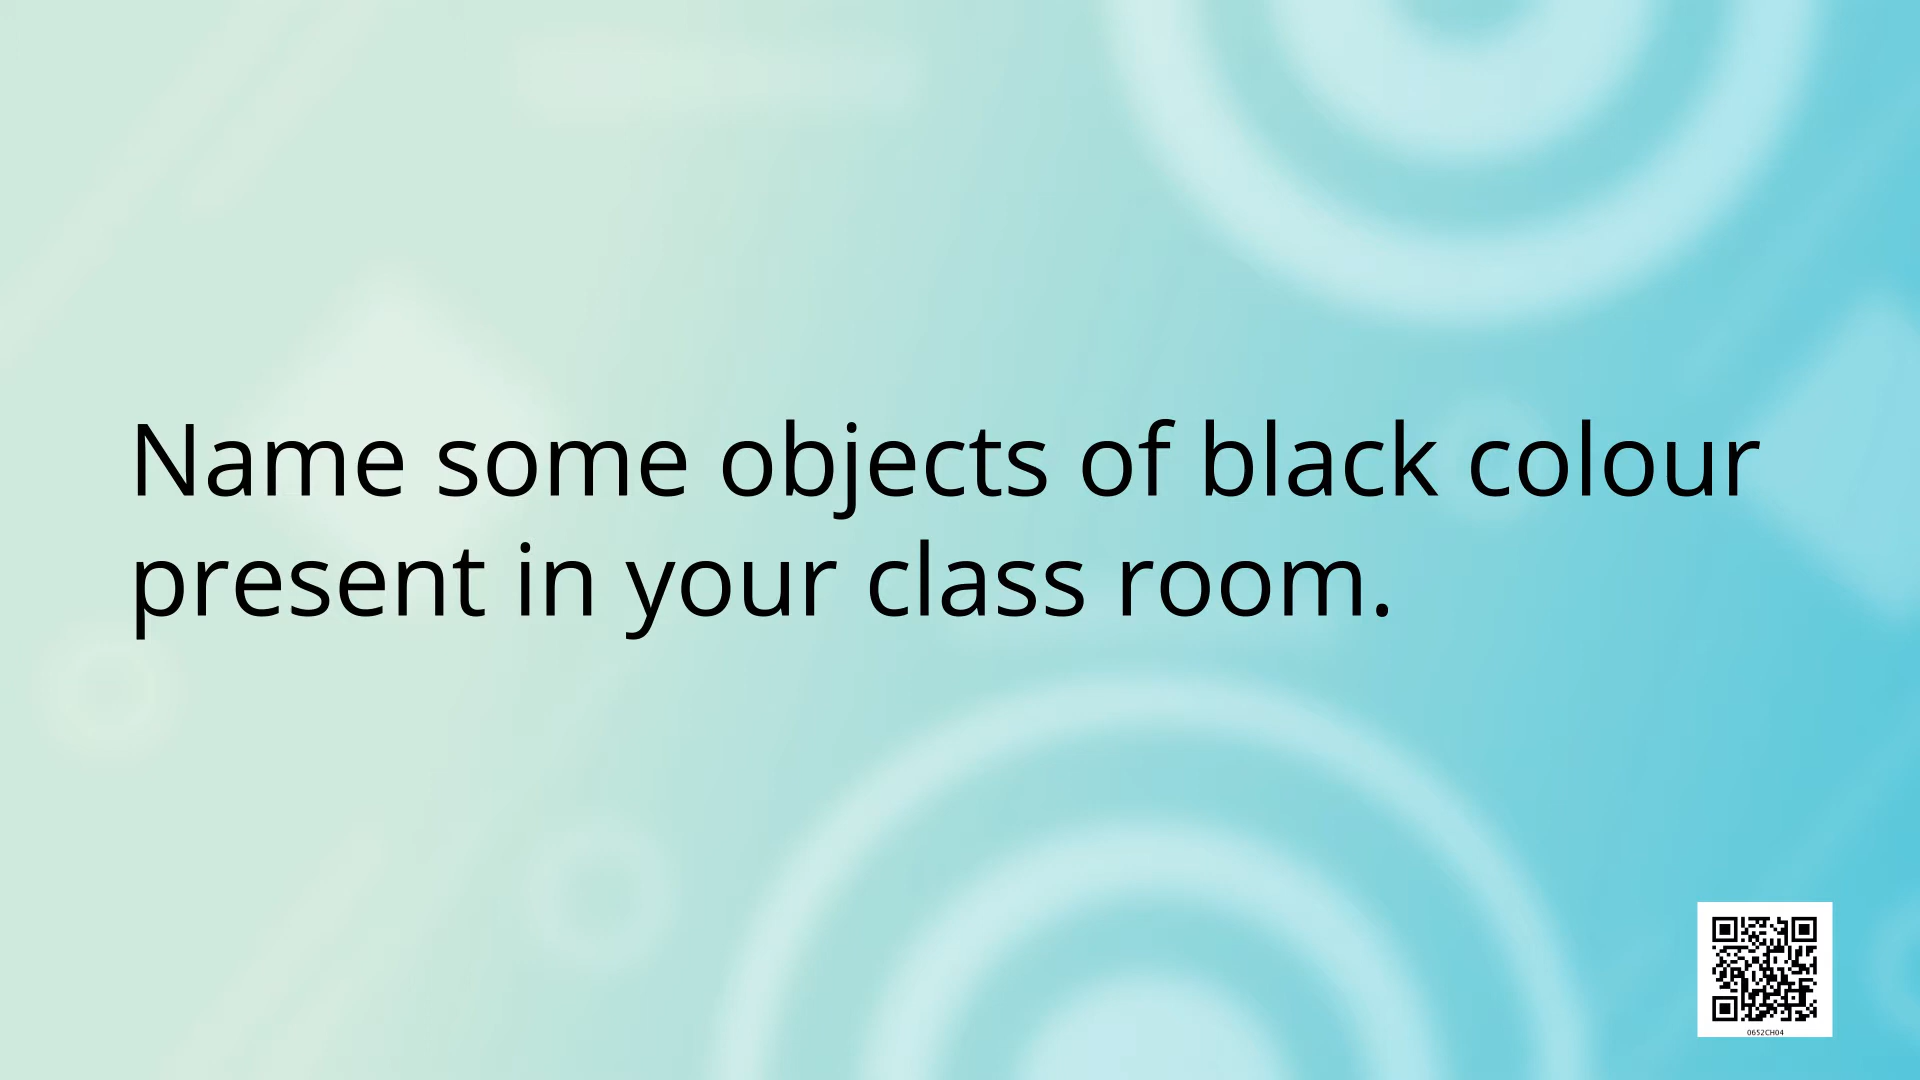 Name some objects of black colour
present in your class room.
0652CH04